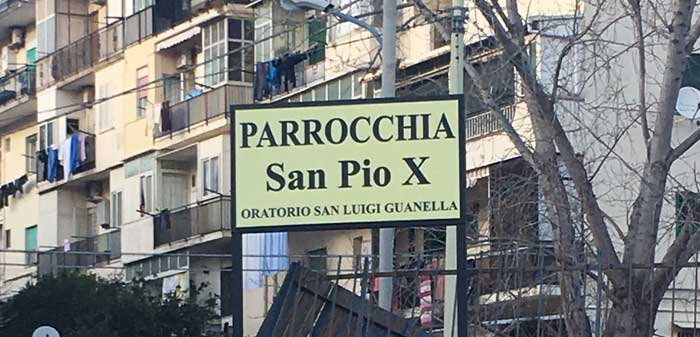 PARROCCHIA
San Pio X
ORATORIO SAN LUIGI GUANELLA